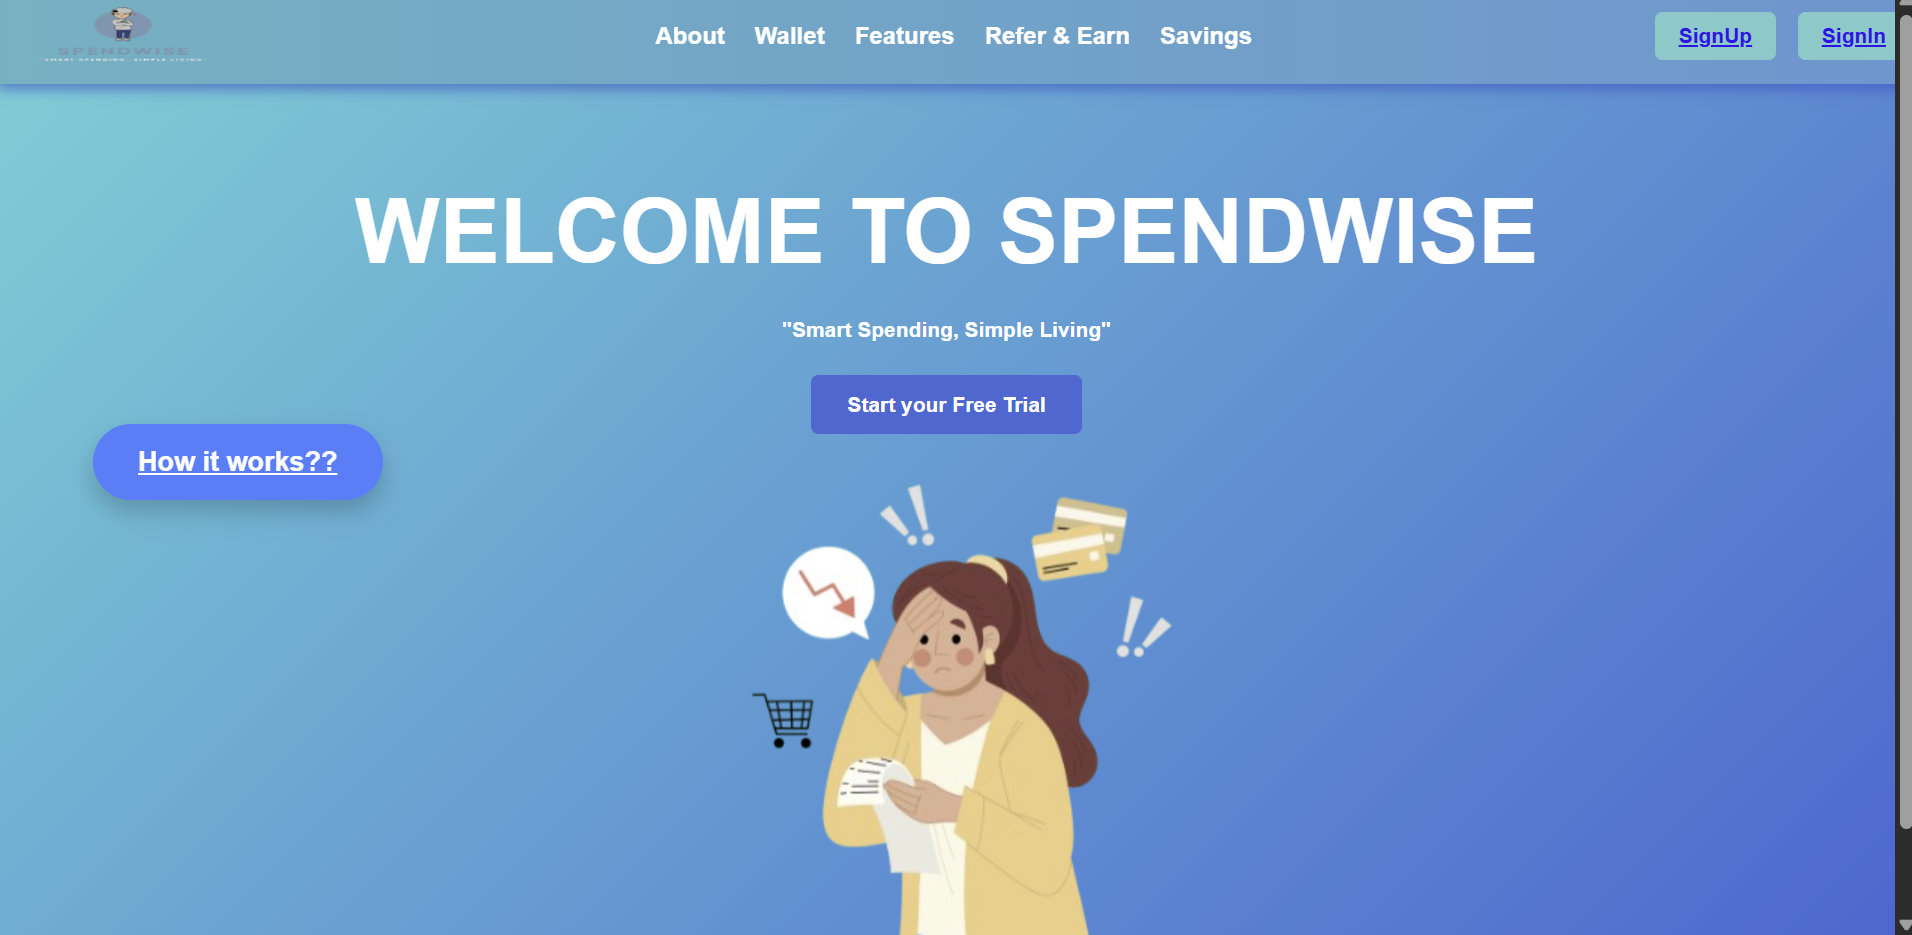 SPENDWISE
"SMART SPENDING, SIMPLE LIVING"
About Wallet Features Refer & Earn Savings
SignUp SignIn
WELCOME TO SPENDWISE
"Smart Spending, Simple Living"
Start your Free Trial
How it works??